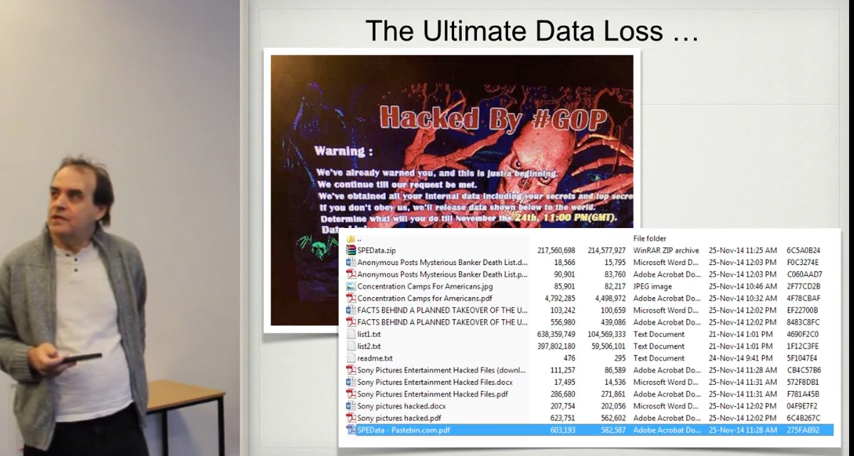 The Ultimate Data Loss ...
Hacked By #GOP
Warning :
We've already warned you, and this is just a beginning.
We continue till our request be met.
We've obtained all your internal data including your secrets and top secre
If you don't obey us, we'll release data shown below to the world.
Determine what will you do till November the 24th, 11:00 PM(GMT).
..  File folder
SPEData.zip 217,560,698 214,577,927 WinRAR ZIP archive 25-Nov-14 11:25 AM 6C5A0B24
Anonymous Posts Mysterious Banker Death List.d... 18,566 15,795 Microsoft Word D... 25-Nov-14 12:03 PM F0C3274E
Anonymous Posts Mysterious Banker Death List.p... 90,901 83,760 Adobe Acrobat Do... 25-Nov-14 12:03 PM C060AAD7
Concentration Camps For Americans.jpg 85,901 82,217 JPEG image 25-Nov-14 10:46 AM 2F77CD2B
Concentration Camps For Americans.pdf 4,792,285 4,498,972 Adobe Acrobat Do... 25-Nov-14 10:32 AM 4F78CBAF
FACTS BEHIND A PLANNED TAKEOVER OF THE U... 103,242 100,659 Microsoft Word D... 25-Nov-14 12:02 PM EF22700B
FACTS BEHIND A PLANNED TAKEOVER OF THE U... 556,980 439,086 Adobe Acrobat Do... 25-Nov-14 12:02 PM 8483C8FC
list1.txt 638,359,749 104,569,333 Text Document 21-Nov-14 1:01 PM 4690F2C0
list2.txt 397,802,180 59,506,101 Text Document 21-Nov-14 1:01 PM 1F12C3FE
readme.txt 476 295 Text Document 24-Nov-14 9:41 PM 5F1047E4
Sony Pictures Entertainment Hacked Files (downl... 111,257 86,589 Adobe Acrobat Do... 25-Nov-14 11:28 AM CB4C57B6
Sony Pictures Entertainment Hacked Files.docx 17,495 14,536 Microsoft Word D... 25-Nov-14 11:31 AM 572F8DB1
Sony Pictures Entertainment Hacked Files.pdf 286,680 271,861 Adobe Acrobat Do... 25-Nov-14 11:31 AM F781A45B
Sony pictures hacked.docx 207,754 202,056 Microsoft Word D... 25-Nov-14 12:02 PM 04F9E7F2
Sony pictures hacked.pdf 623,751 562,602 Adobe Acrobat Do... 25-Nov-14 12:02 PM 6C4B267C
SPEData - Pastebin.com.pdf 603,193 582,587 Adobe Acrobat Do... 25-Nov-14 11:28 AM 275FAB92